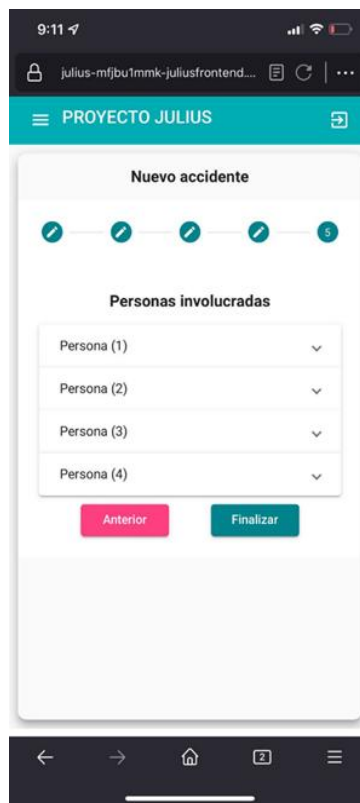 9:11
julius-mfjbu1mmk-juliusfrontend....
PROYECTO JULIUS
Nuevo accidente
5
Personas involucradas
Persona (1)
Persona (2)
Persona (3)
Persona (4)
Anterior Finalizar
2